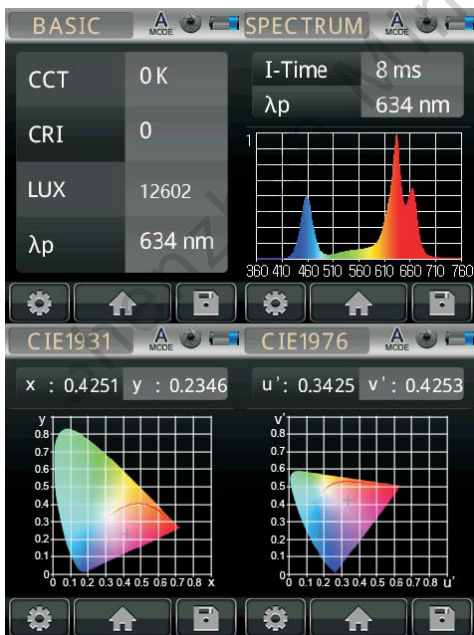 BASIC
A
MODE
CCT 0 K
CRI 0
LUX 12602
λp 634 nm
SPECTRUM
A
MODE
I-Time 8 ms
λp 634 nm
1
360 410 460 510 560 610 660 710 760
CIE1931
A
MODE
x : 0.4251 y : 0.2346
y
0.8
0.7
0.6
0.5
0.4
0.3
0.2
0.1
0 0.1 0.2 0.3 0.4 0.5 0.6 0.7 0.8 x
CIE1976
A
MODE
u': 0.3425 v': 0.4253
v'
0.8
0.7
0.6
0.5
0.4
0.3
0.2
0.1
0 0.1 0.2 0.3 0.4 0.5 0.6 0.7 0.8 u'